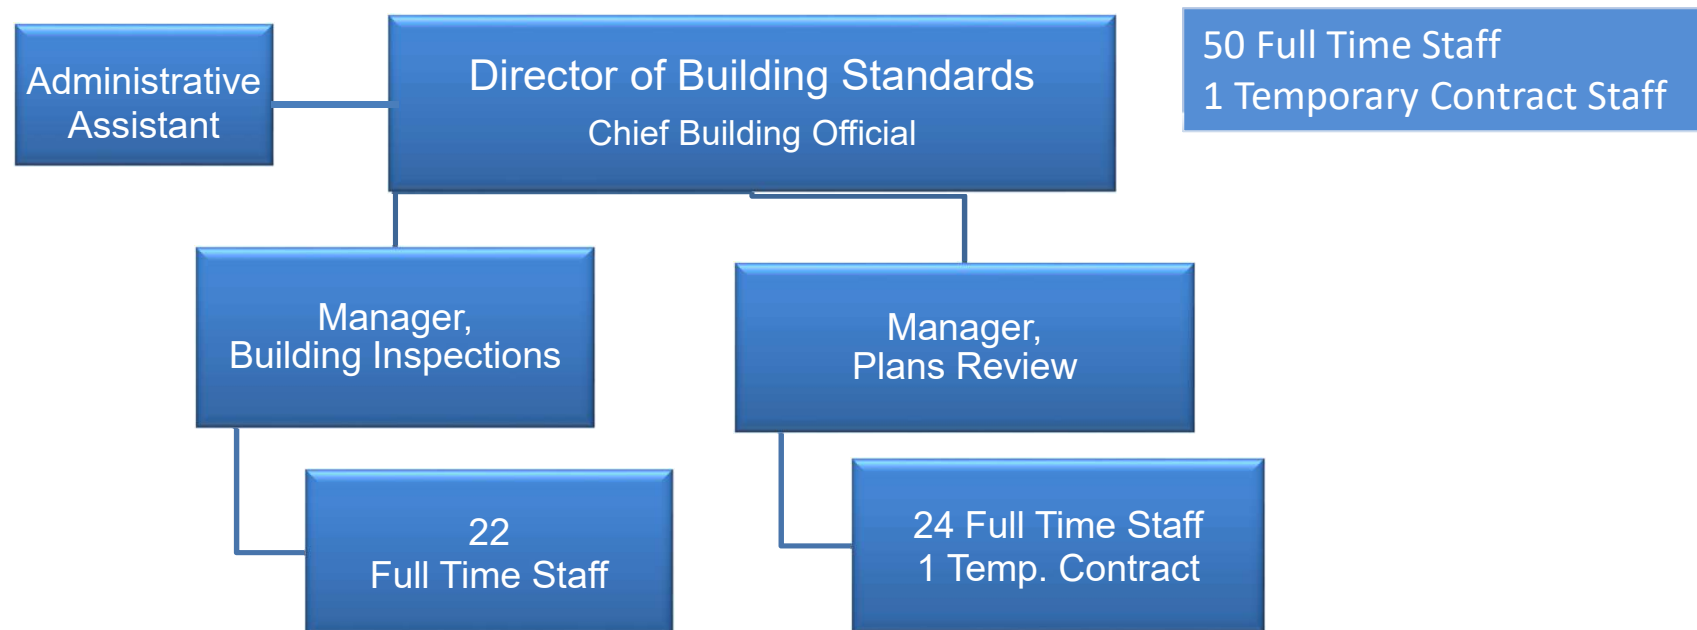 Administrative
Assistant
Director of Building Standards
Chief Building Official
50 Full Time Staff
1 Temporary Contract Staff
Manager,
Building Inspections
Manager,
Plans Review
22
Full Time Staff
24 Full Time Staff
1 Temp. Contract